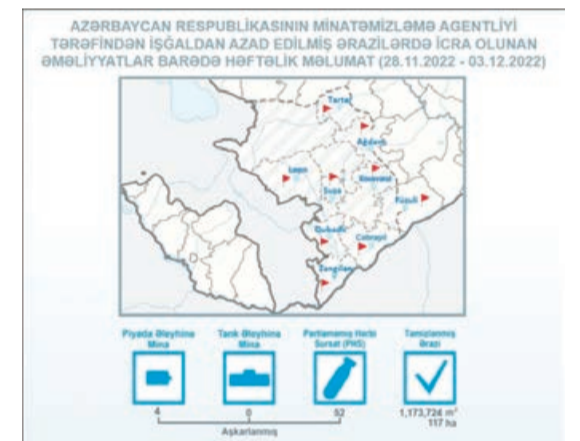 AZƏRBAYCAN RESPUBLİKASININ MİNATƏMİZLƏMƏ AGENTLİYİ
TƏRƏFİNDƏN İŞĞALDAN AZAD EDİLMİŞ ƏRAZİLƏRDƏ İCRA OLUNAN
ƏMƏLİYYATLAR BARƏDƏ HƏFTƏLİK MƏLUMAT (28.11.2022 - 03.12.2022)
Tərtər
Ağdərə
Laçın
Şuşa
Xocavənd
Füzuli
Qubadlı
Cəbrayıl
Zəngilan
Piyada Əleyhinə
Mina
Tank Əleyhinə
Mina
Partlamamış Hərbi
Sursat (PHS)
Təmizlənmiş
Ərazi
4
0
52
1,173,724 m²
117 ha
Aşkarlanmış